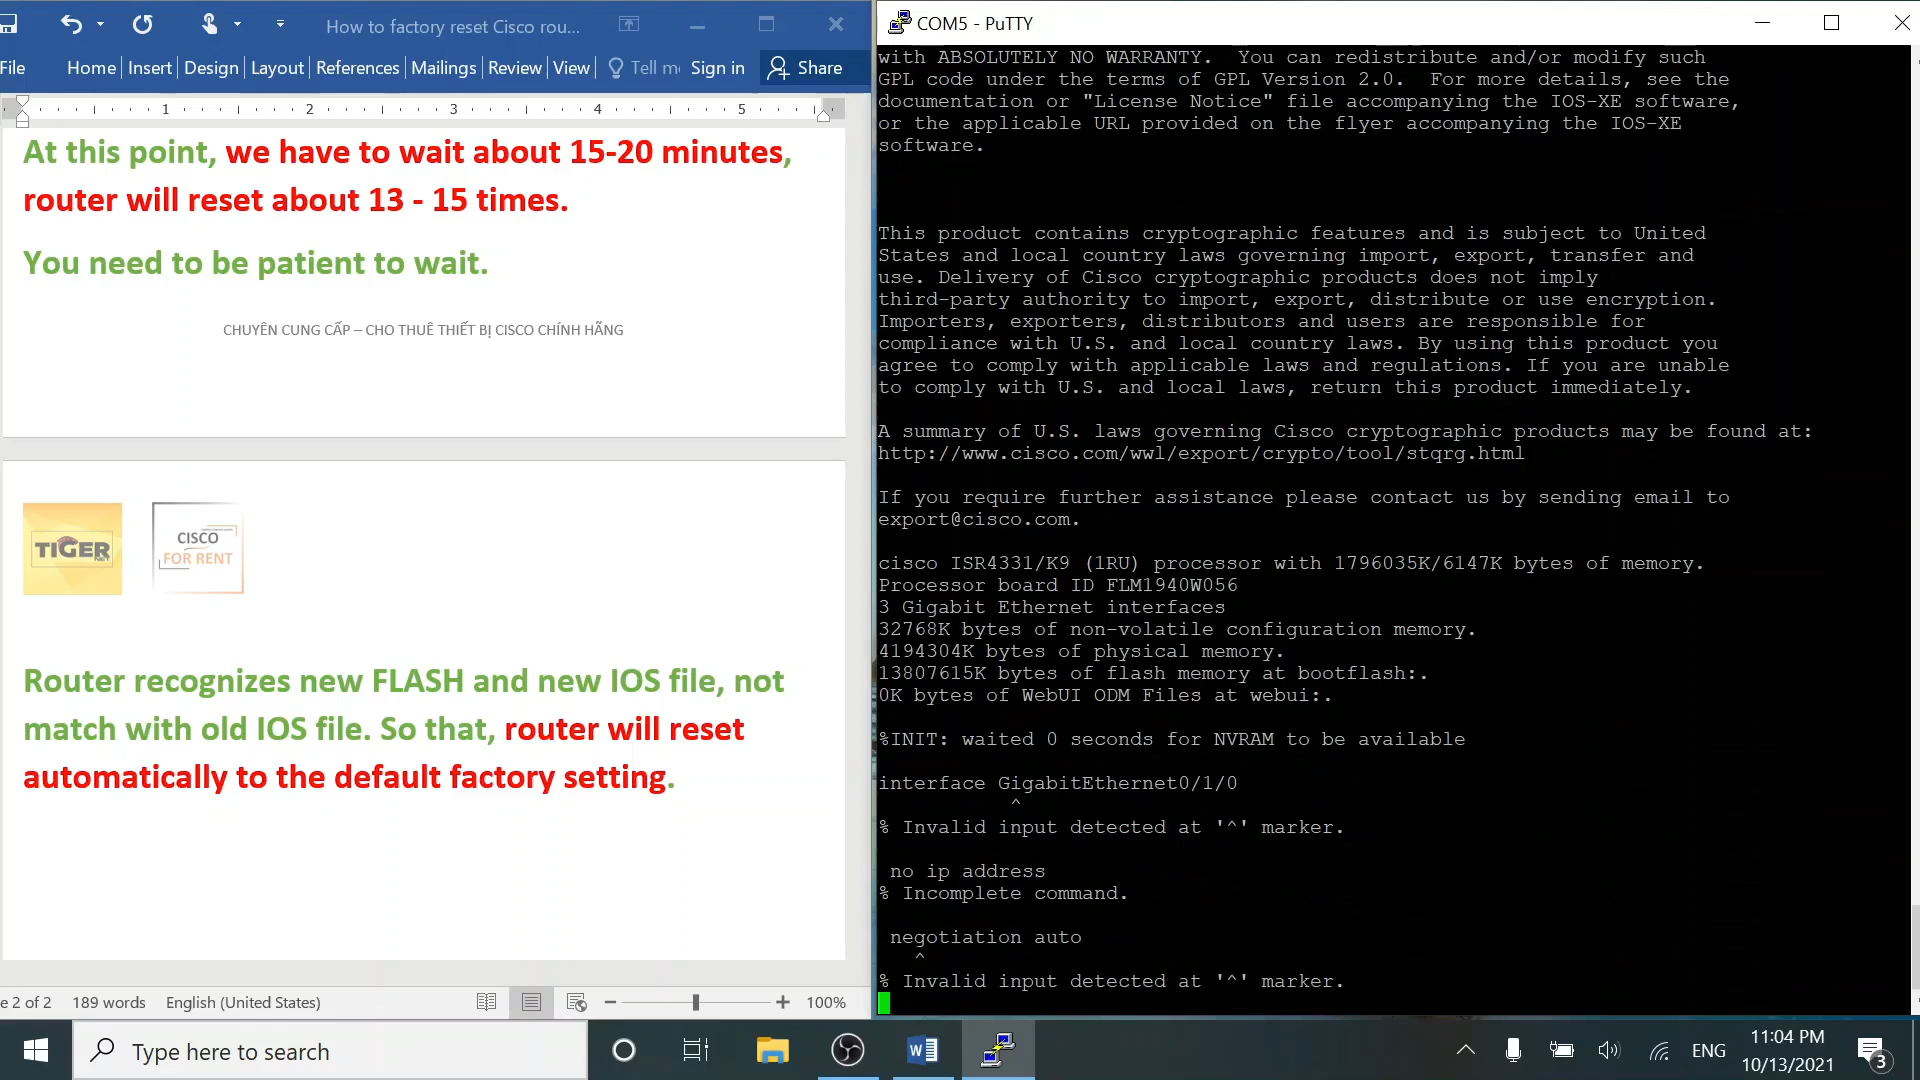 How to factory reset Cisco rou...
File Home Insert Design Layout References Mailings Review View Tell me Sign in Share
1 2 3 4 5
At this point, we have to wait about 15-20 minutes,
router will reset about 13 - 15 times.
You need to be patient to wait.
CHUYÊN CUNG CẤP – CHO THUÊ THIẾT BỊ CISCO CHÍNH HÃNG
TIGER
CISCO
FOR RENT
Router recognizes new FLASH and new IOS file, not
match with old IOS file. So that, router will reset
automatically to the default factory setting.
e 2 of 2 189 words English (United States) 100%
COM5 - PuTTY
with ABSOLUTELY NO WARRANTY.  You can redistribute and/or modify such
GPL code under the terms of GPL Version 2.0.  For more details, see the
documentation or "License Notice" file accompanying the IOS-XE software,
or the applicable URL provided on the flyer accompanying the IOS-XE
software.
This product contains cryptographic features and is subject to United
States and local country laws governing import, export, transfer and
use. Delivery of Cisco cryptographic products does not imply
third-party authority to import, export, distribute or use encryption.
Importers, exporters, distributors and users are responsible for
compliance with U.S. and local country laws. By using this product you
agree to comply with applicable laws and regulations. If you are unable
to comply with U.S. and local laws, return this product immediately.
A summary of U.S. laws governing Cisco cryptographic products may be found at:
http://www.cisco.com/wwl/export/crypto/tool/stqrg.html
If you require further assistance please contact us by sending email to
export@cisco.com.
cisco ISR4331/K9 (1RU) processor with 1796035K/6147K bytes of memory.
Processor board ID FLM1940W056
3 Gigabit Ethernet interfaces
32768K bytes of non-volatile configuration memory.
4194304K bytes of physical memory.
13807615K bytes of flash memory at bootflash:.
0K bytes of WebUI ODM Files at webui:.
%INIT: waited 0 seconds for NVRAM to be available
interface GigabitEthernet0/1/0
^
% Invalid input detected at '^' marker.
no ip address
% Incomplete command.
negotiation auto
^
% Invalid input detected at '^' marker.
Type here to search
ENG
11:04 PM
10/13/2021
3